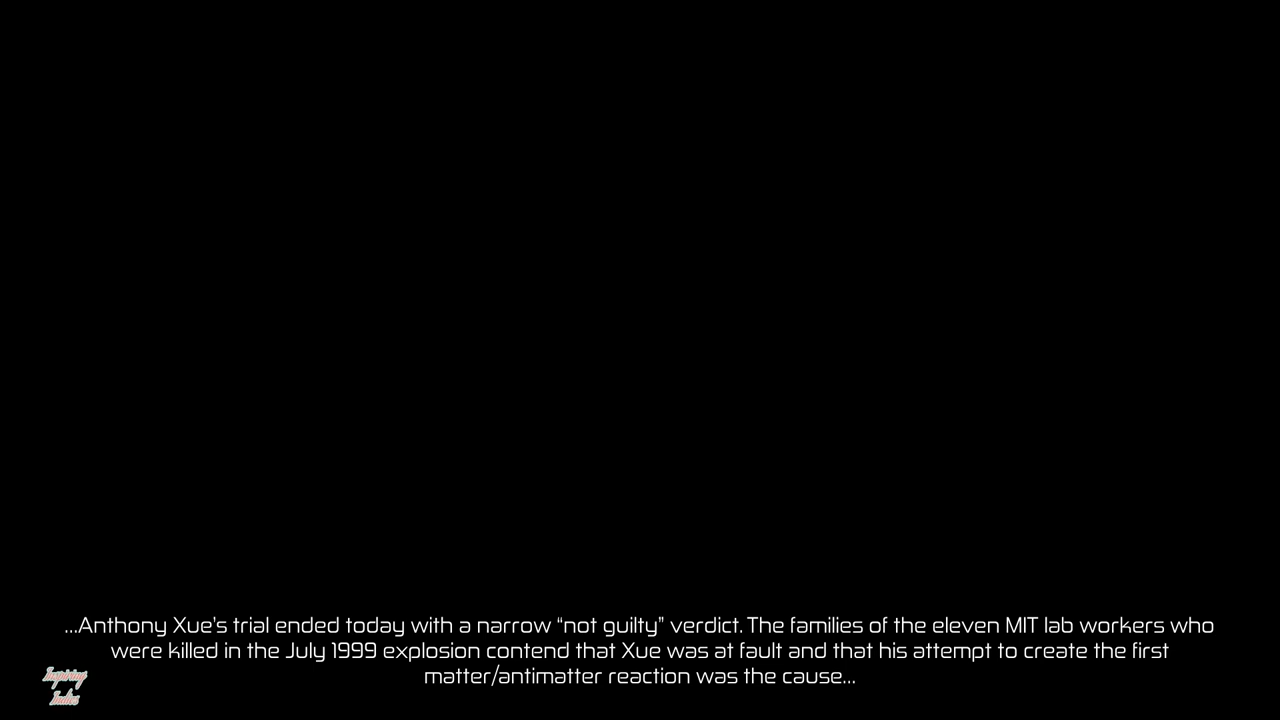 ...Anthony Xue's trial ended today with a narrow “not guilty” verdict. The families of the eleven MIT lab workers who
were killed in the July 1999 explosion contend that Xue was at fault and that his attempt to create the first
matter/antimatter reaction was the cause...
Inspiring
Indies